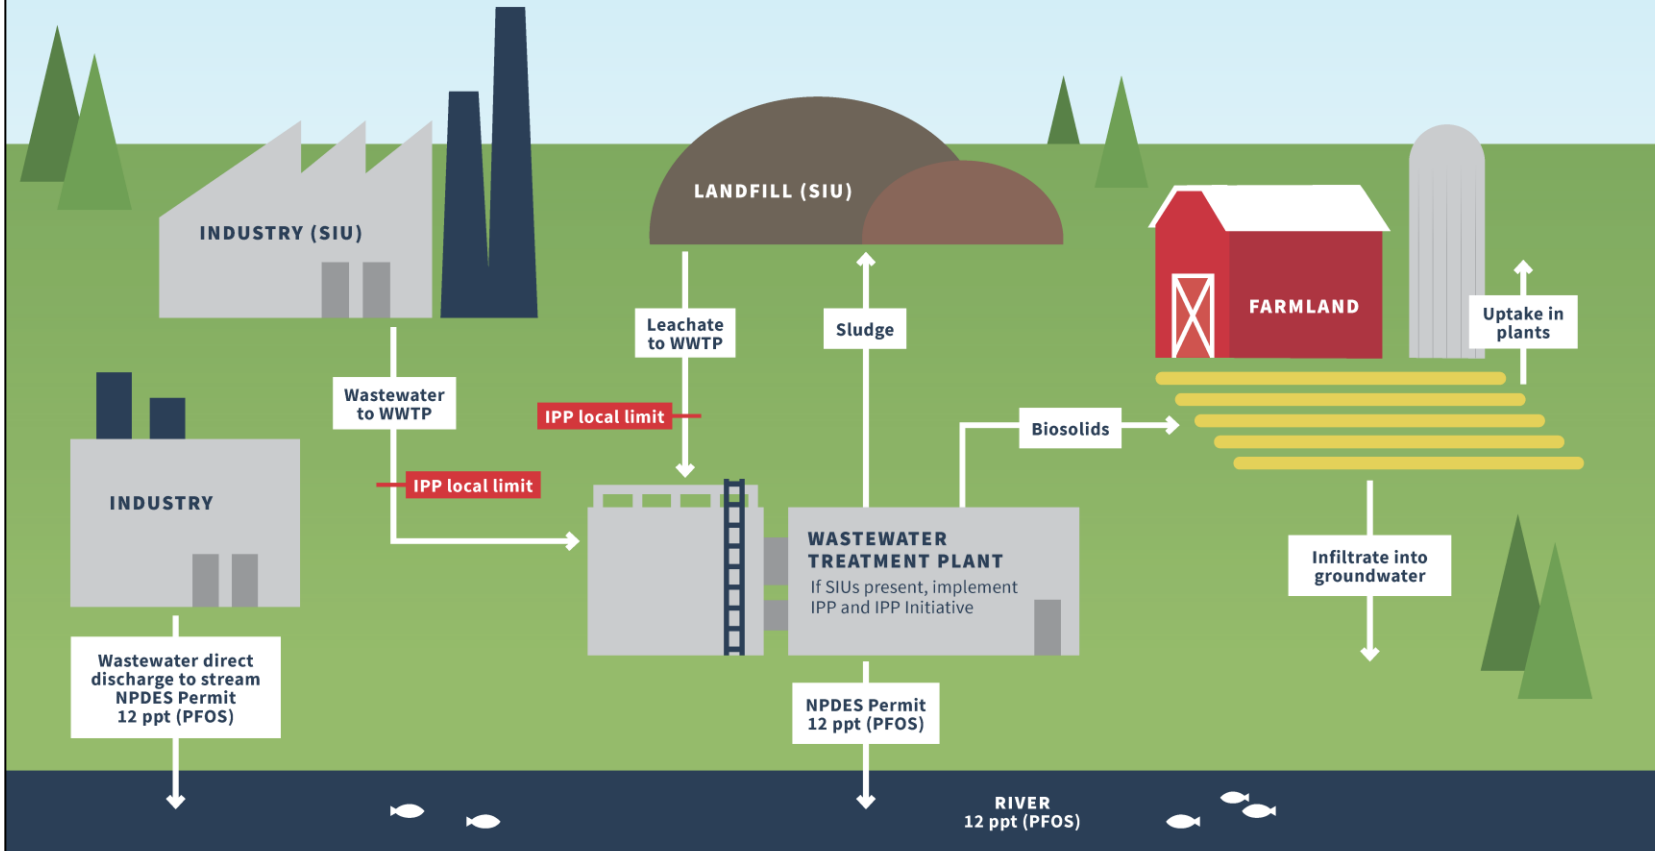 LANDFILL (SIU)
INDUSTRY (SIU)
FARMLAND
Uptake in
plants
Leachate
to WWTP
Sludge
Wastewater
to WWTP
IPP local limit
Biosolids
IPP local limit
INDUSTRY
WASTEWATER
TREATMENT PLANT
If SIUs present, implement
IPP and IPP Initiative
Infiltrate into
groundwater
Wastewater direct
discharge to stream
NPDES Permit
12 ppt (PFOS)
NPDES Permit
12 ppt (PFOS)
RIVER
12 ppt (PFOS)